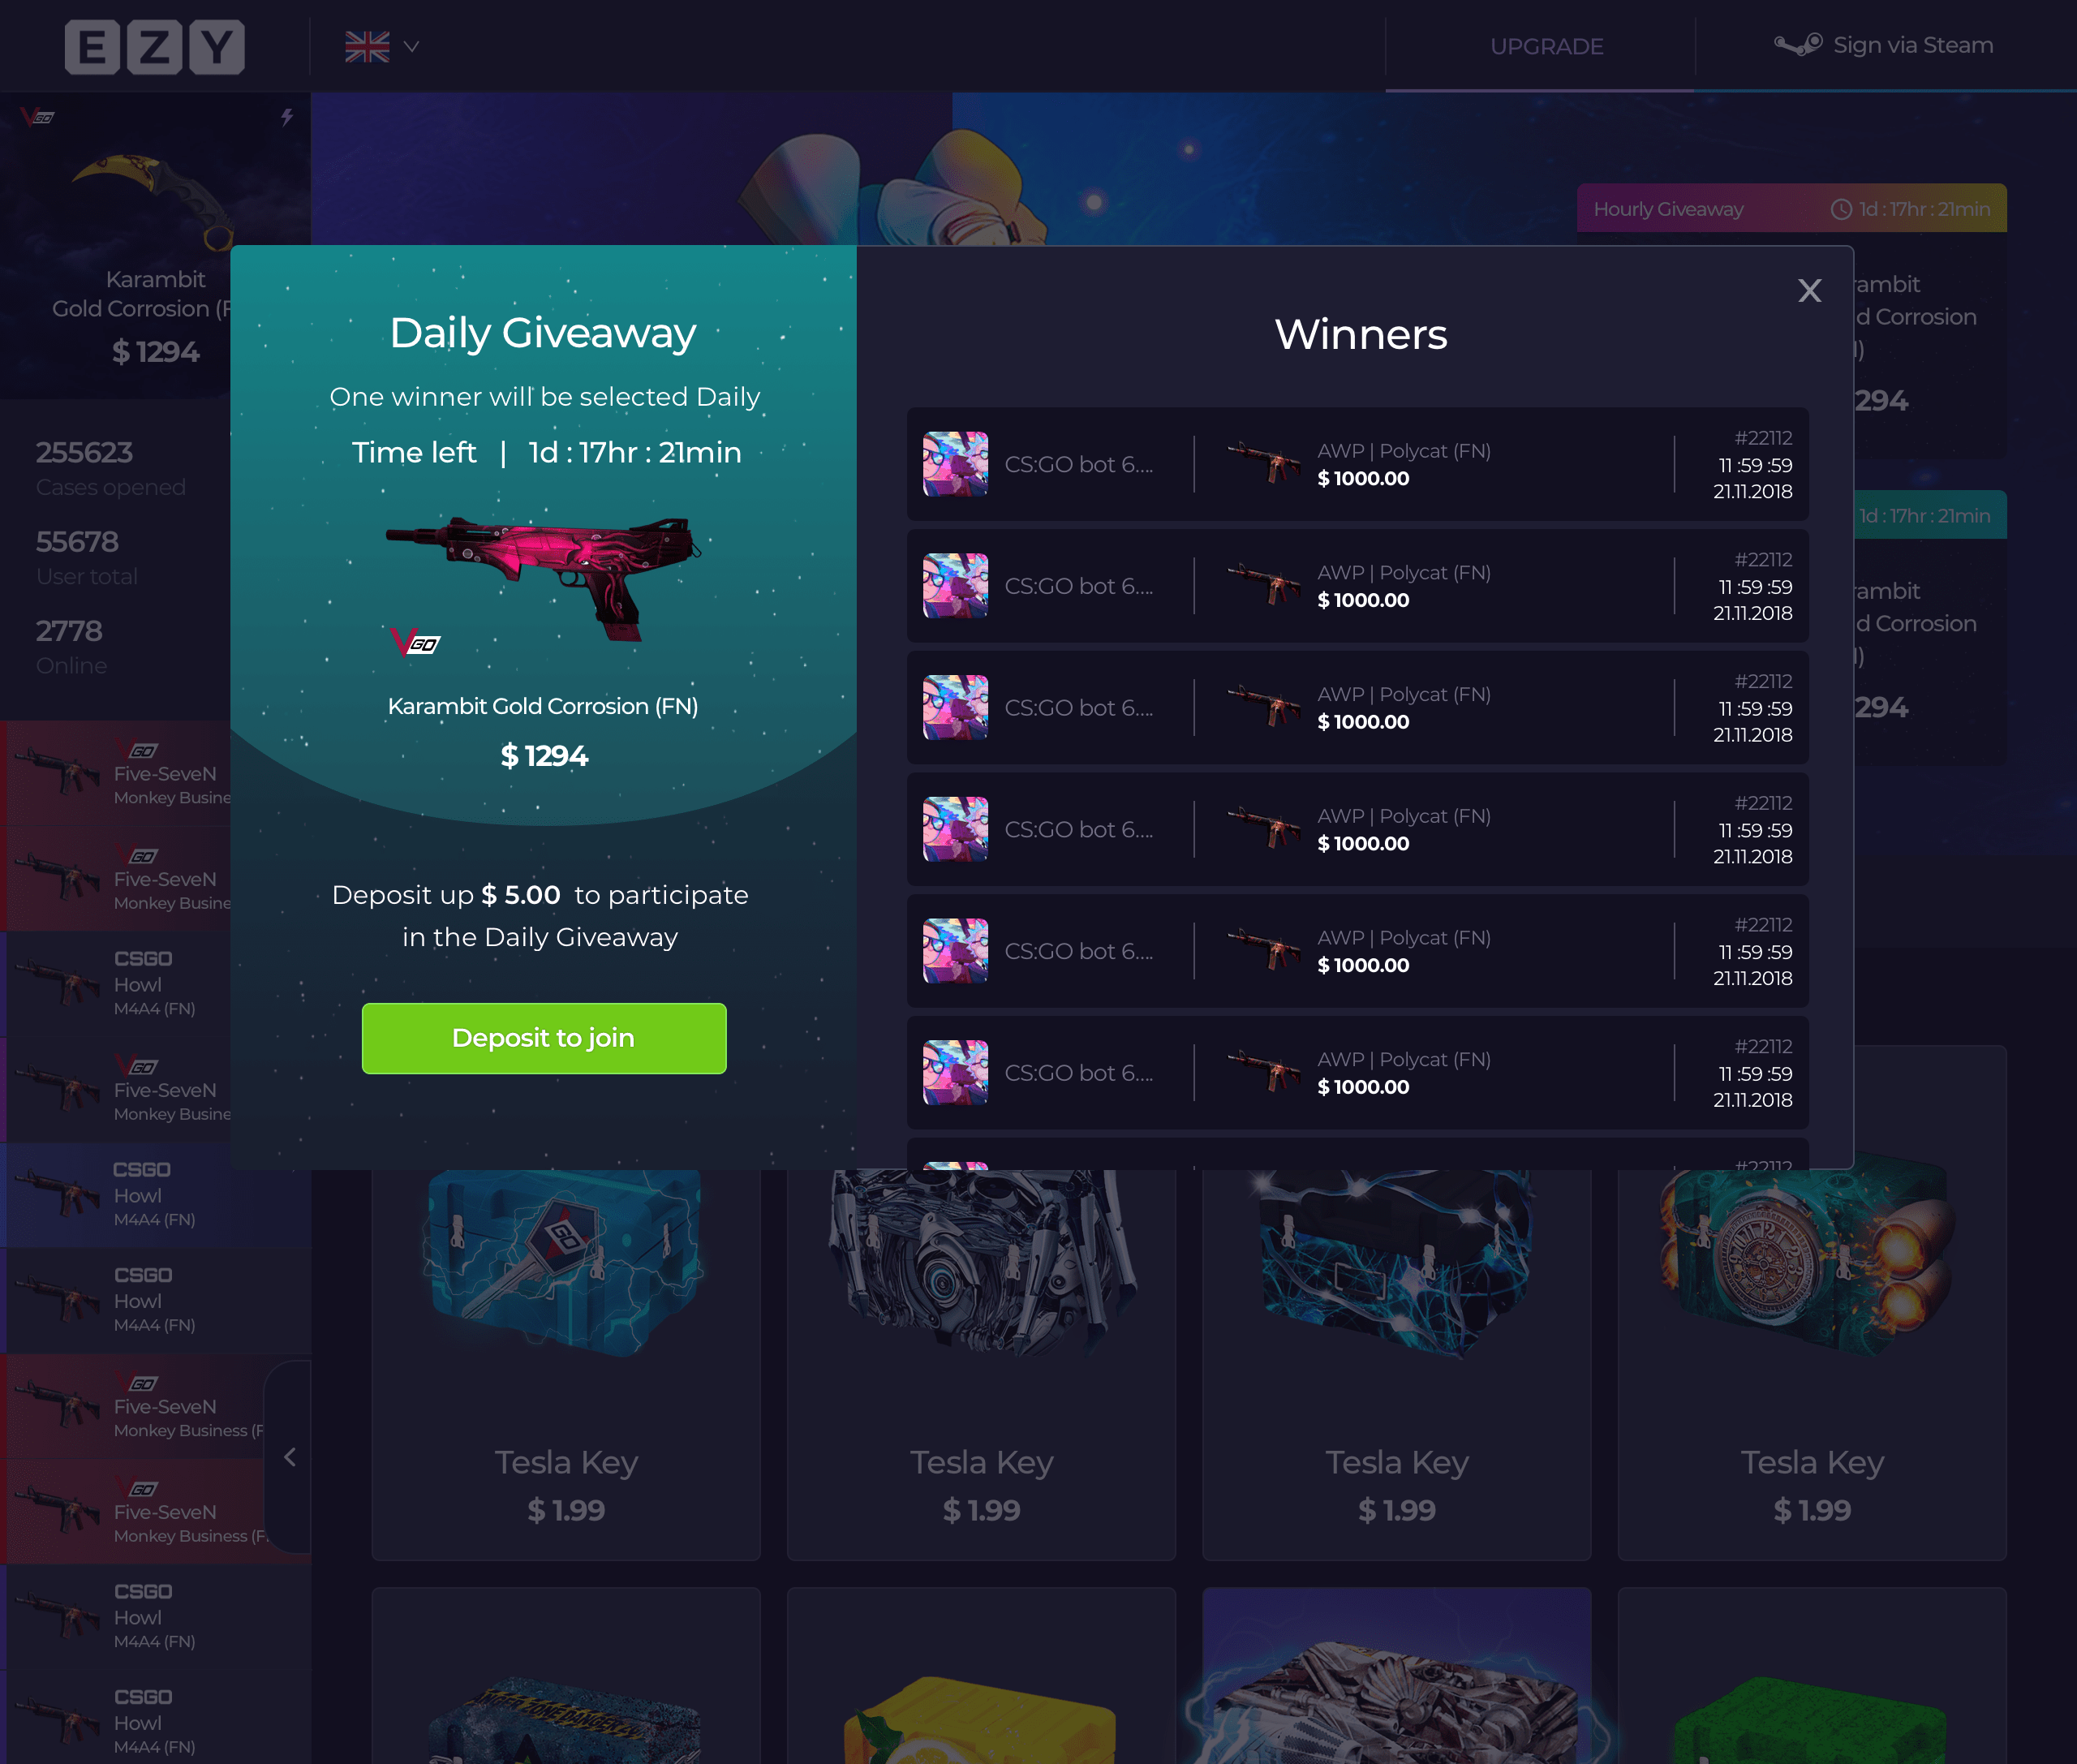 EZY
UPGRADE
Sign via Steam
VGO
Karambit
Gold Corrosion (F
$ 1294
255623
Cases opened
55678
User total
2778
Online
VGO
Five-SeveN
Monkey Busine
VGO
Five-SeveN
Monkey Busine
CSGO
Howl
M4A4 (FN)
VGO
Five-SeveN
Monkey Busine
CSGO
Howl
M4A4 (FN)
CSGO
Howl
M4A4 (FN)
VGO
Five-SeveN
Monkey Business (F
VGO
Five-SeveN
Monkey Business (F
CSGO
Howl
M4A4 (FN)
CSGO
Howl
M4A4 (FN)
Hourly Giveaway 1d : 17hr : 21min
rambit
d Corrosion
)
294
1d : 17hr : 21min
rambit
d Corrosion
)
294
Daily Giveaway
One winner will be selected Daily
Time left | 1d : 17hr : 21min
VGO
Karambit Gold Corrosion (FN)
$ 1294
Deposit up $ 5.00 to participate
in the Daily Giveaway
Deposit to join
X
Winners
CS:GO bot 6....
AWP | Polycat (FN)
$ 1000.00
#22112
11 :59 :59
21.11.2018
CS:GO bot 6....
AWP | Polycat (FN)
$ 1000.00
#22112
11 :59 :59
21.11.2018
CS:GO bot 6....
AWP | Polycat (FN)
$ 1000.00
#22112
11 :59 :59
21.11.2018
CS:GO bot 6....
AWP | Polycat (FN)
$ 1000.00
#22112
11 :59 :59
21.11.2018
CS:GO bot 6....
AWP | Polycat (FN)
$ 1000.00
#22112
11 :59 :59
21.11.2018
CS:GO bot 6....
AWP | Polycat (FN)
$ 1000.00
#22112
11 :59 :59
21.11.2018
#22112
GO
Tesla Key
$ 1.99
Tesla Key
$ 1.99
Tesla Key
$ 1.99
Tesla Key
$ 1.99